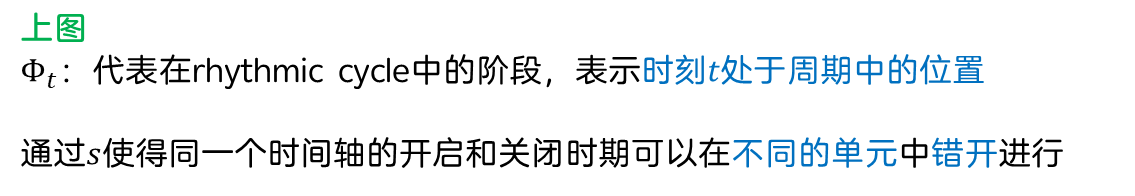 上图
Φt：代表在rhythmic cycle中的阶段，表示时刻t处于周期中的位置
通过s使得同一个时间轴的开启和关闭时期可以在不同的单元中错开进行